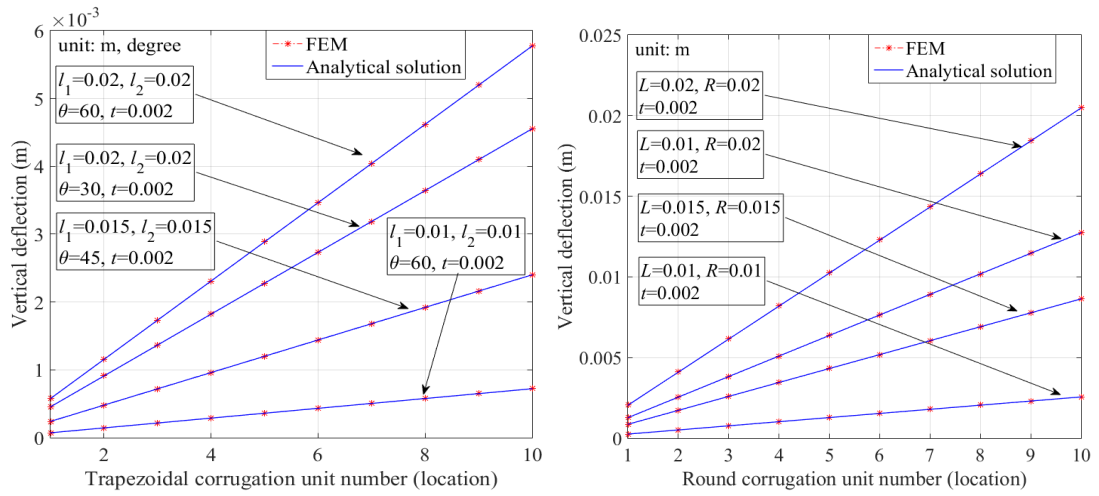 ×10⁻³
unit: m, degree
FEM
Analytical solution
l₁=0.02, l₂=0.02
θ=60, t=0.002
l₁=0.02, l₂=0.02
θ=30, t=0.002
l₁=0.015, l₂=0.015
θ=45, t=0.002
l₁=0.01, l₂=0.01
θ=60, t=0.002
6
5
4
3
2
1
0
Vertical deflection (m)
2 4 6 8 10
Trapezoidal corrugation unit number (location)
unit: m
FEM
Analytical solution
L=0.02, R=0.02
t=0.002
L=0.01, R=0.02
t=0.002
L=0.015, R=0.015
t=0.002
L=0.01, R=0.01
t=0.002
0.025
0.02
0.015
0.01
0.005
0
Vertical deflection (m)
1 2 3 4 5 6 7 8 9 10
Round corrugation unit number (location)